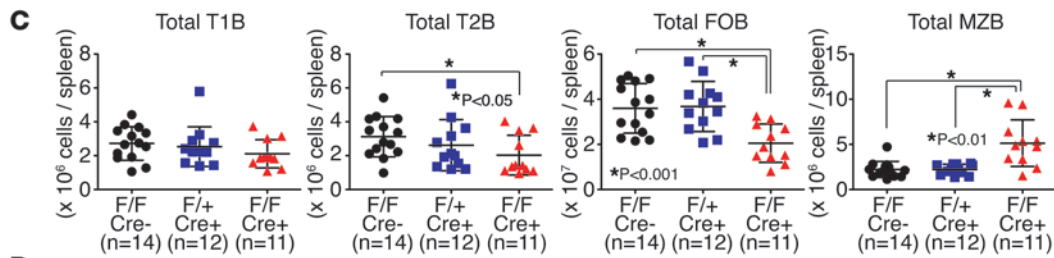 C
Total T1B
Total T2B
Total FOB
Total MZB
(x 10⁶ cells / spleen)
8
6
4
2
0
F/F F/+ F/F
Cre- Cre+ Cre+
(n=14) (n=12) (n=11)
(x 10⁶ cells / spleen)
8
6
4
2
0
*
*P<0.05
F/F F/+ F/F
Cre- Cre+ Cre+
(n=14) (n=12) (n=11)
(x 10⁷ cells / spleen)
6
4
2
0
*
*
*P<0.001
F/F F/+ F/F
Cre- Cre+ Cre+
(n=14) (n=12) (n=11)
(x 10⁶ cells / spleen)
15
10
5
0
*
*
*P<0.01
F/F F/+ F/F
Cre- Cre+ Cre+
(n=14) (n=12) (n=11)